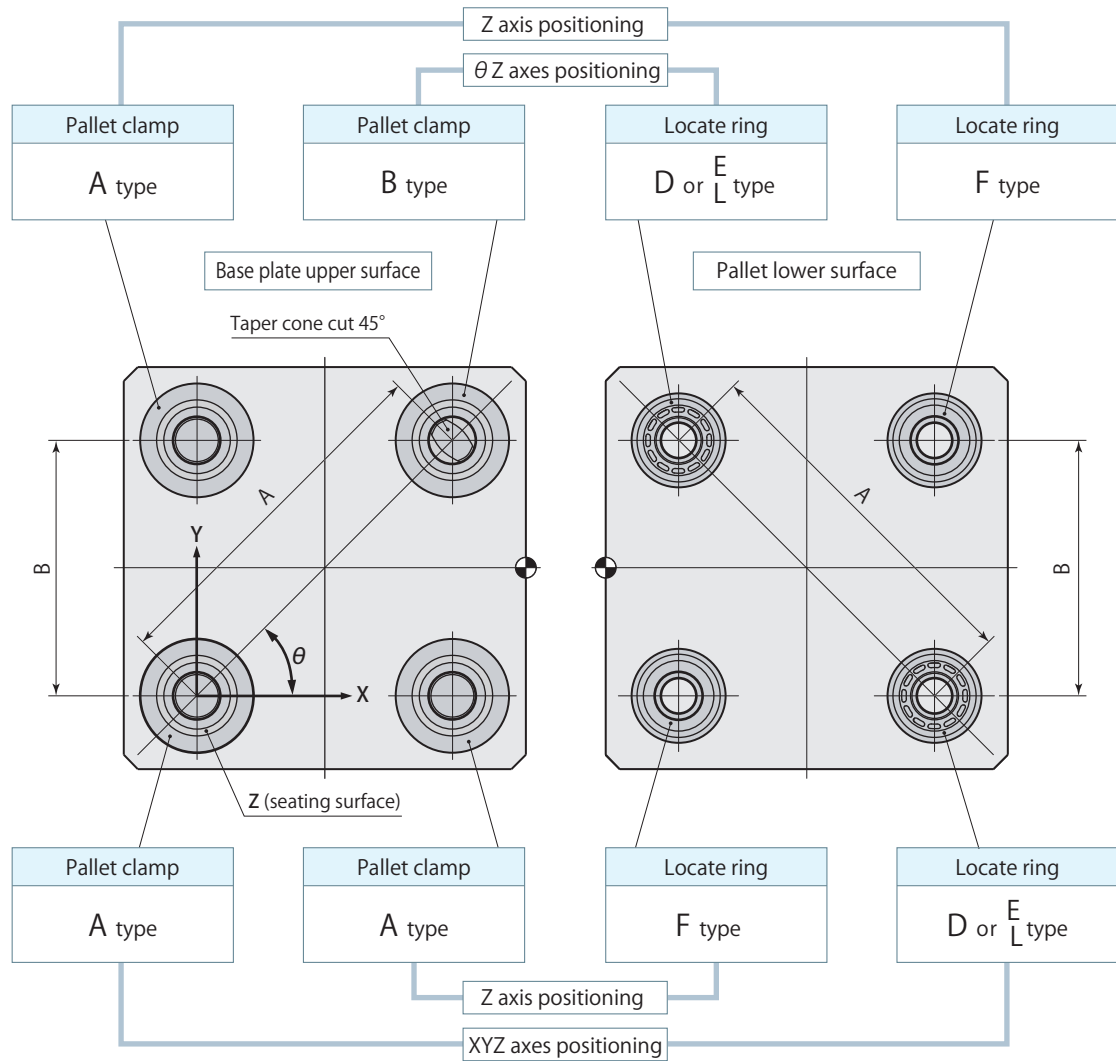 Z axis positioning
θ Z axes positioning
Pallet clamp
Pallet clamp
Locate ring
Locate ring
A type
B type
D or E L type
F type
Base plate upper surface
Pallet lower surface
Taper cone cut 45°
A
A
Y
B
B
θ
X
Z (seating surface)
Pallet clamp
Pallet clamp
Locate ring
Locate ring
A type
A type
F type
D or E L type
Z axis positioning
XYZ axes positioning